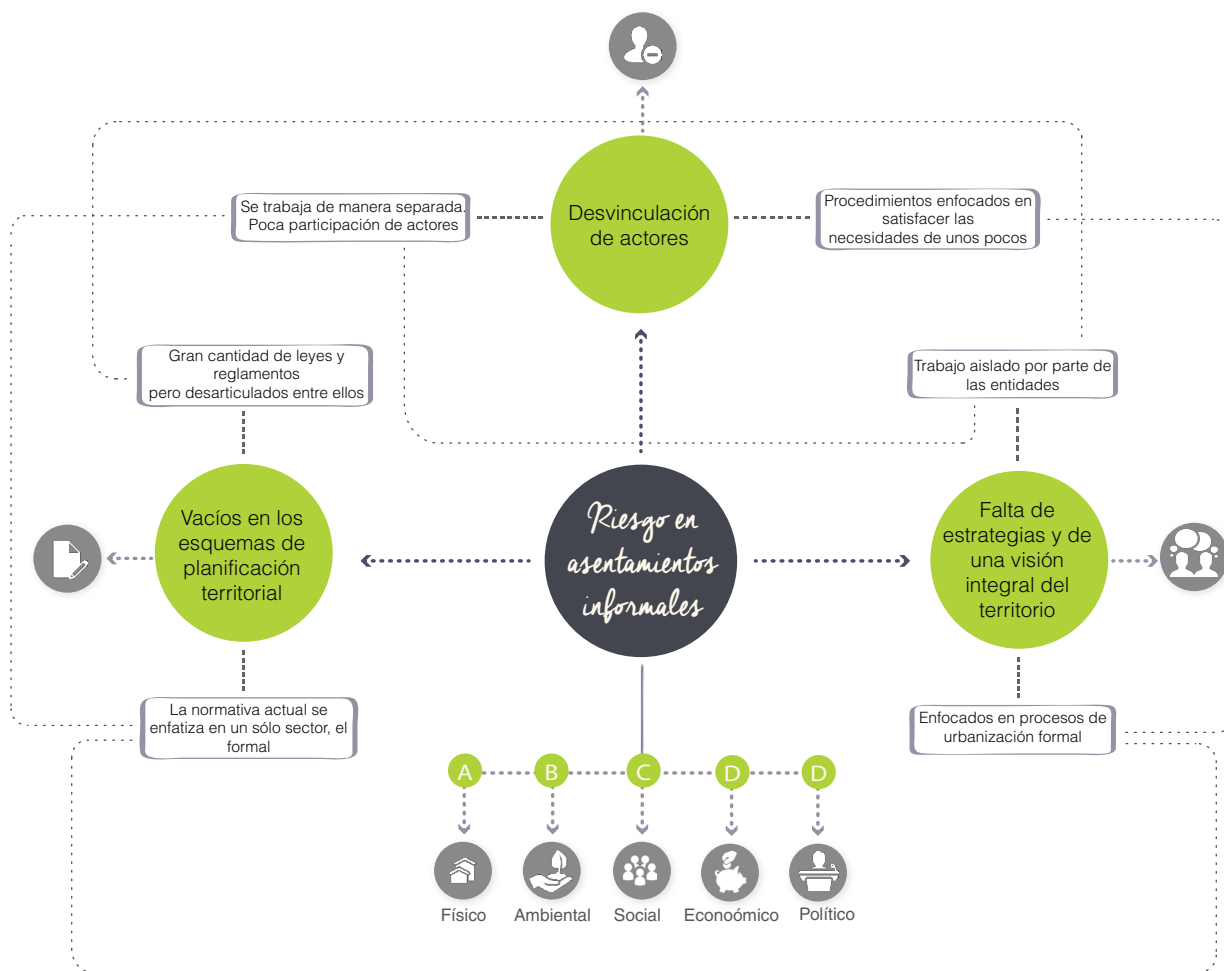 Se trabaja de manera separada.
Poca participación de actores
Desvinculación
de actores
Procedimientos enfocados en
satisfacer las
necesidades de unos pocos
Gran cantidad de leyes y
reglamentos
pero desarticulados entre ellos
Trabajo aislado por parte de
las entidades
Vacíos en los
esquemas de
planificación
territorial
Riesgo en
asentamientos
informales
Falta de
estrategias y de
una visión
integral del
territorio
La normativa actual se
enfatiza en un sólo sector, el
formal
Enfocados en procesos de
urbanización formal
A B C D D
Físico Ambiental Social Econoómico Político